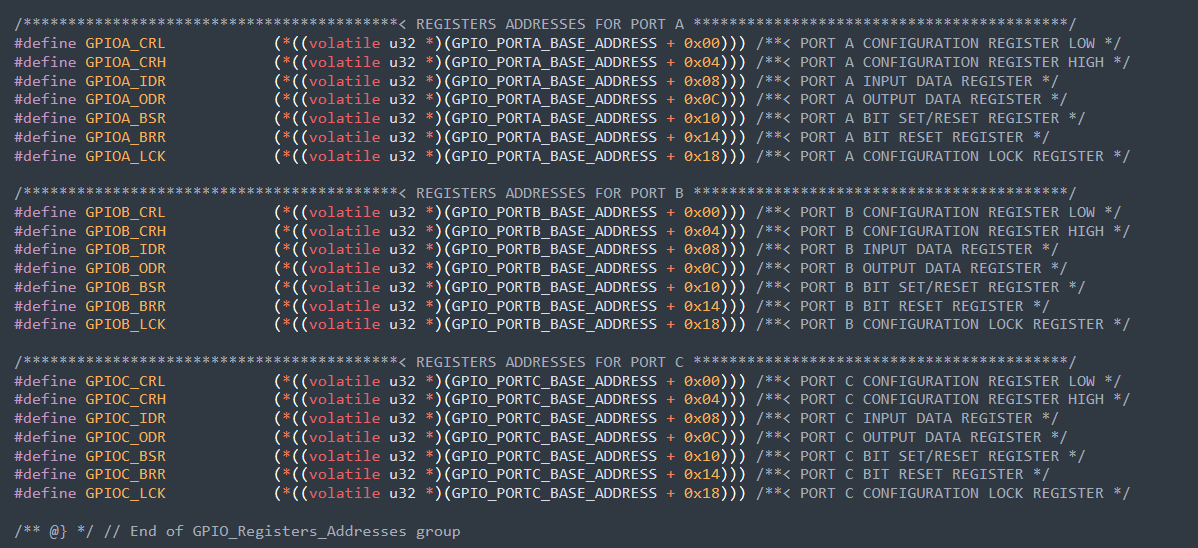 /******************************************< REGISTERS ADDRESSES FOR PORT A ******************************************/
#define GPIOA_CRL            (*((volatile u32 *)(GPIO_PORTA_BASE_ADDRESS + 0x00))) /**< PORT A CONFIGURATION REGISTER LOW */
#define GPIOA_CRH            (*((volatile u32 *)(GPIO_PORTA_BASE_ADDRESS + 0x04))) /**< PORT A CONFIGURATION REGISTER HIGH */
#define GPIOA_IDR            (*((volatile u32 *)(GPIO_PORTA_BASE_ADDRESS + 0x08))) /**< PORT A INPUT DATA REGISTER */
#define GPIOA_ODR            (*((volatile u32 *)(GPIO_PORTA_BASE_ADDRESS + 0x0C))) /**< PORT A OUTPUT DATA REGISTER */
#define GPIOA_BSR            (*((volatile u32 *)(GPIO_PORTA_BASE_ADDRESS + 0x10))) /**< PORT A BIT SET/RESET REGISTER */
#define GPIOA_BRR            (*((volatile u32 *)(GPIO_PORTA_BASE_ADDRESS + 0x14))) /**< PORT A BIT RESET REGISTER */
#define GPIOA_LCK            (*((volatile u32 *)(GPIO_PORTA_BASE_ADDRESS + 0x18))) /**< PORT A CONFIGURATION LOCK REGISTER */
/******************************************< REGISTERS ADDRESSES FOR PORT B ******************************************/
#define GPIOB_CRL            (*((volatile u32 *)(GPIO_PORTB_BASE_ADDRESS + 0x00))) /**< PORT B CONFIGURATION REGISTER LOW */
#define GPIOB_CRH            (*((volatile u32 *)(GPIO_PORTB_BASE_ADDRESS + 0x04))) /**< PORT B CONFIGURATION REGISTER HIGH */
#define GPIOB_IDR            (*((volatile u32 *)(GPIO_PORTB_BASE_ADDRESS + 0x08))) /**< PORT B INPUT DATA REGISTER */
#define GPIOB_ODR            (*((volatile u32 *)(GPIO_PORTB_BASE_ADDRESS + 0x0C))) /**< PORT B OUTPUT DATA REGISTER */
#define GPIOB_BSR            (*((volatile u32 *)(GPIO_PORTB_BASE_ADDRESS + 0x10))) /**< PORT B BIT SET/RESET REGISTER */
#define GPIOB_BRR            (*((volatile u32 *)(GPIO_PORTB_BASE_ADDRESS + 0x14))) /**< PORT B BIT RESET REGISTER */
#define GPIOB_LCK            (*((volatile u32 *)(GPIO_PORTB_BASE_ADDRESS + 0x18))) /**< PORT B CONFIGURATION LOCK REGISTER */
/******************************************< REGISTERS ADDRESSES FOR PORT C ******************************************/
#define GPIOC_CRL            (*((volatile u32 *)(GPIO_PORTC_BASE_ADDRESS + 0x00))) /**< PORT C CONFIGURATION REGISTER LOW */
#define GPIOC_CRH            (*((volatile u32 *)(GPIO_PORTC_BASE_ADDRESS + 0x04))) /**< PORT C CONFIGURATION REGISTER HIGH */
#define GPIOC_IDR            (*((volatile u32 *)(GPIO_PORTC_BASE_ADDRESS + 0x08))) /**< PORT C INPUT DATA REGISTER */
#define GPIOC_ODR            (*((volatile u32 *)(GPIO_PORTC_BASE_ADDRESS + 0x0C))) /**< PORT C OUTPUT DATA REGISTER */
#define GPIOC_BSR            (*((volatile u32 *)(GPIO_PORTC_BASE_ADDRESS + 0x10))) /**< PORT C BIT SET/RESET REGISTER */
#define GPIOC_BRR            (*((volatile u32 *)(GPIO_PORTC_BASE_ADDRESS + 0x14))) /**< PORT C BIT RESET REGISTER */
#define GPIOC_LCK            (*((volatile u32 *)(GPIO_PORTC_BASE_ADDRESS + 0x18))) /**< PORT C CONFIGURATION LOCK REGISTER */
/** @} */ // End of GPIO_Registers_Addresses group